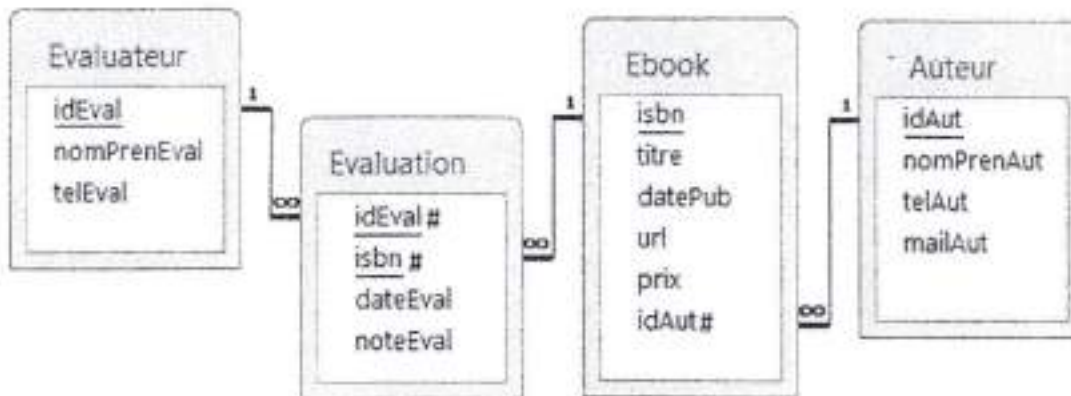 Evaluateur
idEval
nomPrenEval
telEval
1
∞
Evaluation
idEval #
isbn #
dateEval
noteEval
1
∞
Ebook
isbn
titre
datePub
url
prix
idAut#
1
∞
Auteur
idAut
nomPrenAut
telAut
mailAut